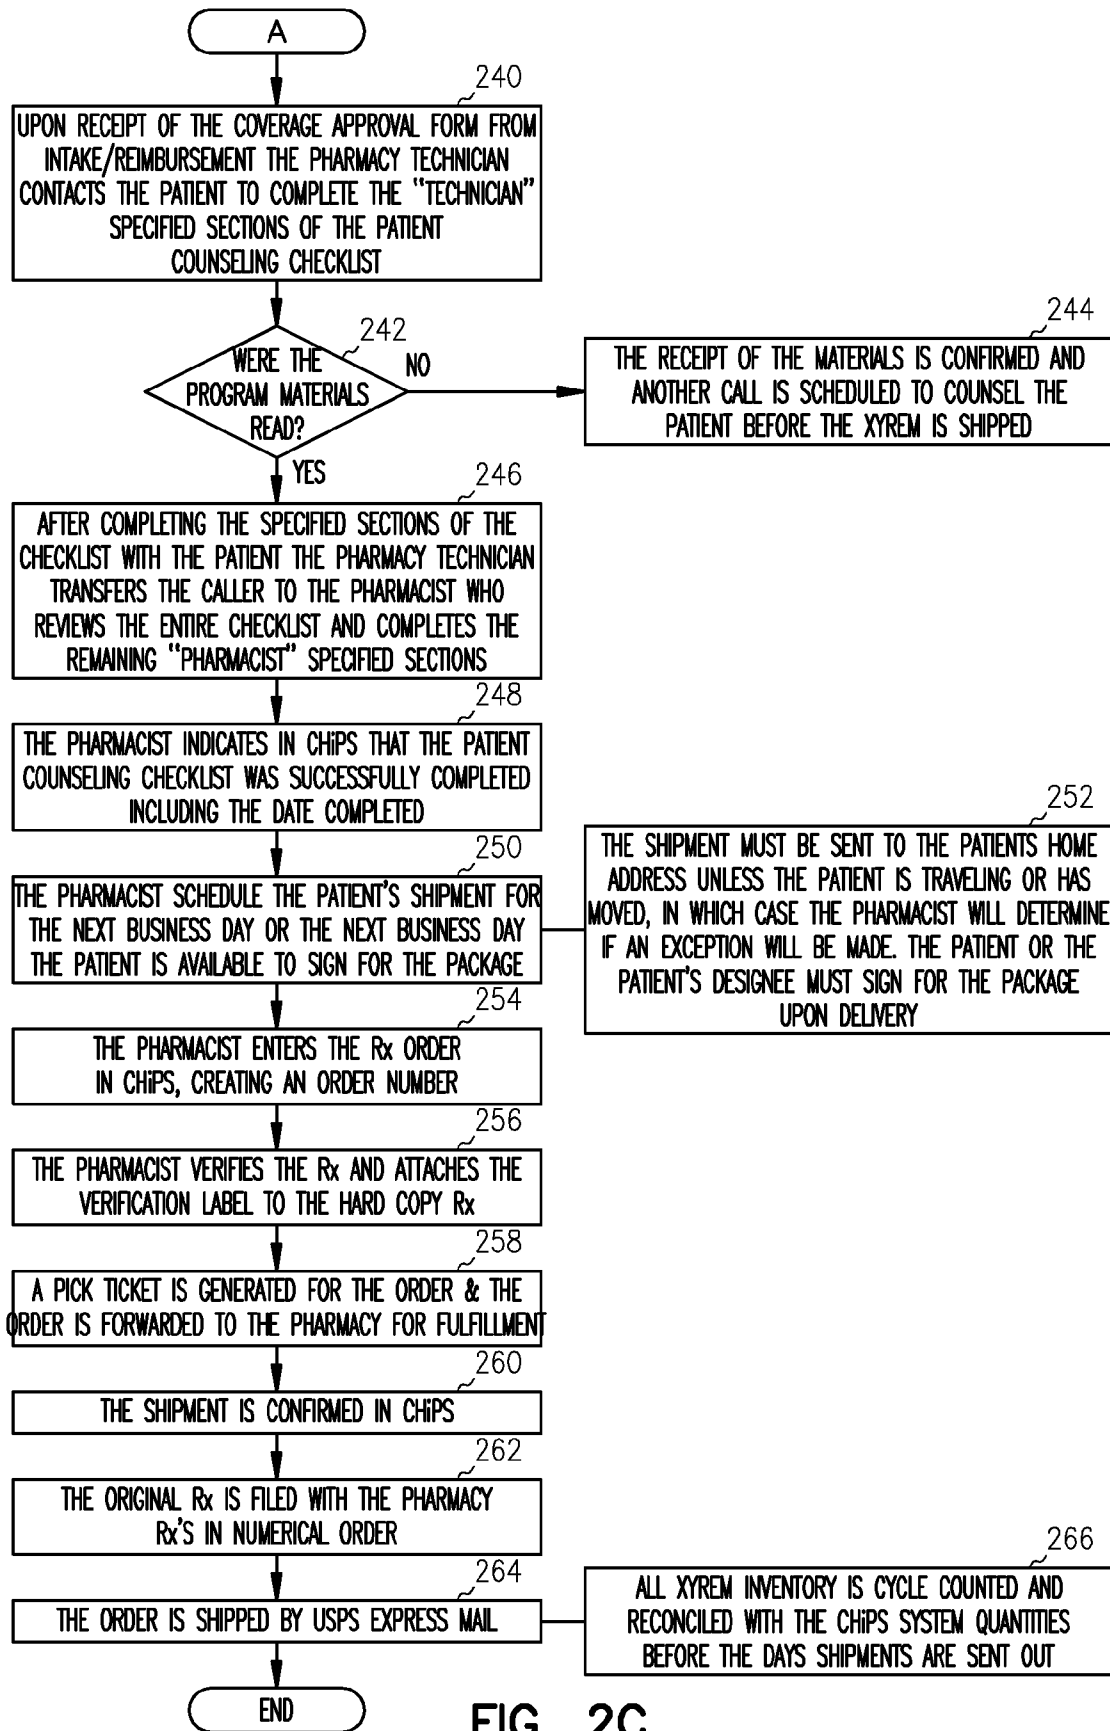 A
240
UPON RECEIPT OF THE COVERAGE APPROVAL FORM FROM
INTAKE/REIMBURSEMENT THE PHARMACY TECHNICIAN
CONTACTS THE PATIENT TO COMPLETE THE "TECHNICIAN"
SPECIFIED SECTIONS OF THE PATIENT
COUNSELING CHECKLIST
242
WERE THE
PROGRAM MATERIALS
READ?
NO
YES
244
THE RECEIPT OF THE MATERIALS IS CONFIRMED AND
ANOTHER CALL IS SCHEDULED TO COUNSEL THE
PATIENT BEFORE THE XYREM IS SHIPPED
246
AFTER COMPLETING THE SPECIFIED SECTIONS OF THE
CHECKLIST WITH THE PATIENT THE PHARMACY TECHNICIAN
TRANSFERS THE CALLER TO THE PHARMACIST WHO
REVIEWS THE ENTIRE CHECKLIST AND COMPLETES THE
REMAINING "PHARMACIST" SPECIFIED SECTIONS
248
THE PHARMACIST INDICATES IN CHiPS THAT THE PATIENT
COUNSELING CHECKLIST WAS SUCCESSFULLY COMPLETED
INCLUDING THE DATE COMPLETED
250
THE PHARMACIST SCHEDULE THE PATIENT'S SHIPMENT FOR
THE NEXT BUSINESS DAY OR THE NEXT BUSINESS DAY
THE PATIENT IS AVAILABLE TO SIGN FOR THE PACKAGE
252
THE SHIPMENT MUST BE SENT TO THE PATIENTS HOME
ADDRESS UNLESS THE PATIENT IS TRAVELING OR HAS
MOVED, IN WHICH CASE THE PHARMACIST WILL DETERMINE
IF AN EXCEPTION WILL BE MADE. THE PATIENT OR THE
PATIENT'S DESIGNEE MUST SIGN FOR THE PACKAGE
UPON DELIVERY
254
THE PHARMACIST ENTERS THE Rx ORDER
IN CHiPS, CREATING AN ORDER NUMBER
256
THE PHARMACIST VERIFIES THE Rx AND ATTACHES THE
VERIFICATION LABEL TO THE HARD COPY Rx
258
A PICK TICKET IS GENERATED FOR THE ORDER & THE
ORDER IS FORWARDED TO THE PHARMACY FOR FULFILLMENT
260
THE SHIPMENT IS CONFIRMED IN CHiPS
262
THE ORIGINAL Rx IS FILED WITH THE PHARMACY
Rx'S IN NUMERICAL ORDER
264
THE ORDER IS SHIPPED BY USPS EXPRESS MAIL
266
ALL XYREM INVENTORY IS CYCLE COUNTED AND
RECONCILED WITH THE CHiPS SYSTEM QUANTITIES
BEFORE THE DAYS SHIPMENTS ARE SENT OUT
END
FIG. 2C